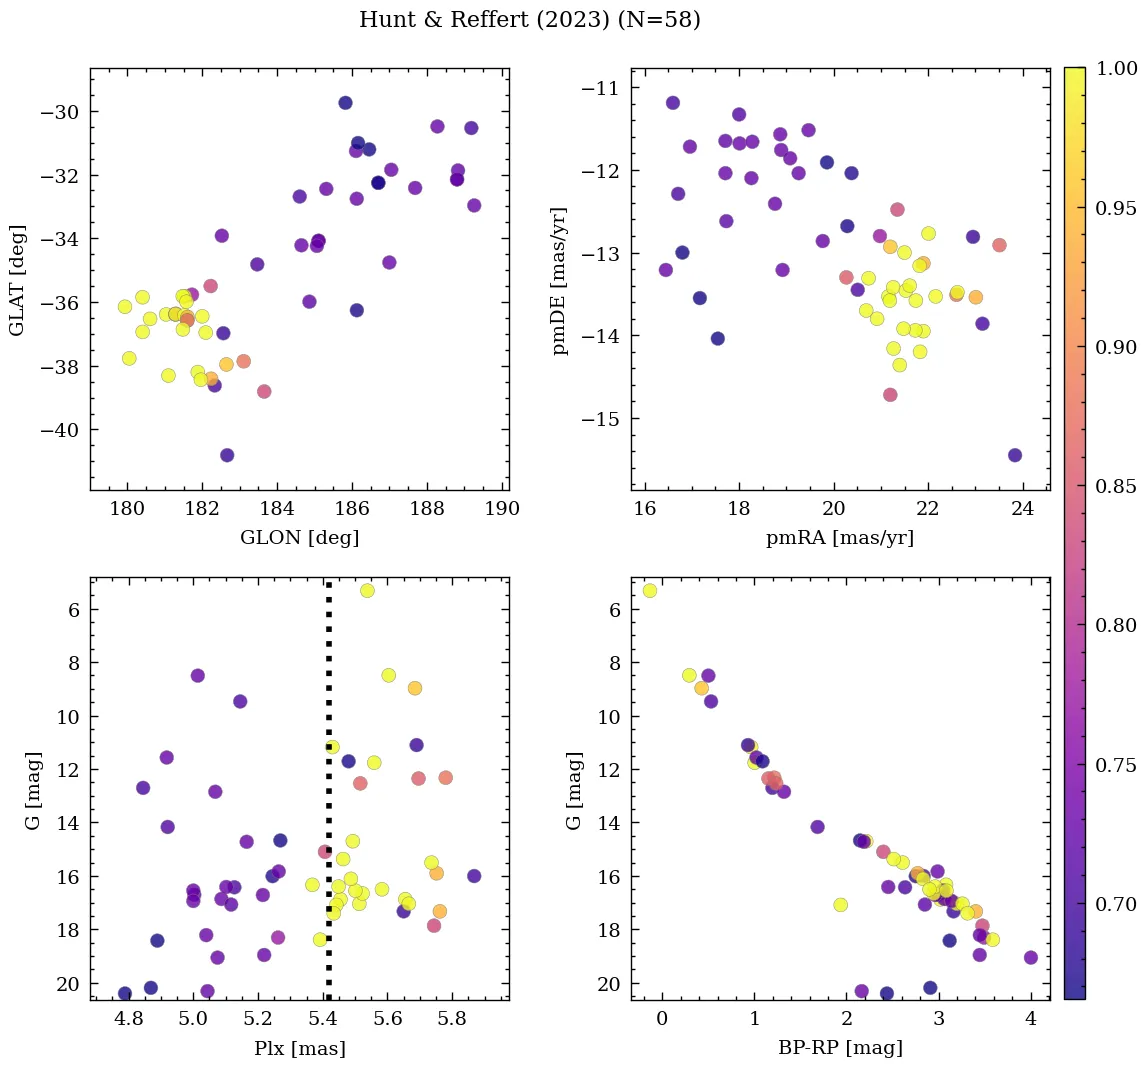 Hunt & Reffert (2023) (N=58)
−30
−32
−34
−36
−38
−40
GLAT [deg]
180 182 184 186 188 190
GLON [deg]
−11
−12
−13
−14
−15
pmDE [mas/yr]
16 18 20 22 24
pmRA [mas/yr]
1.00
0.95
0.90
0.85
0.80
0.75
0.70
6
8
10
12
14
16
18
20
G [mag]
4.8 5.0 5.2 5.4 5.6 5.8
Plx [mas]
6
8
10
12
14
16
18
20
G [mag]
0 1 2 3 4
BP-RP [mag]